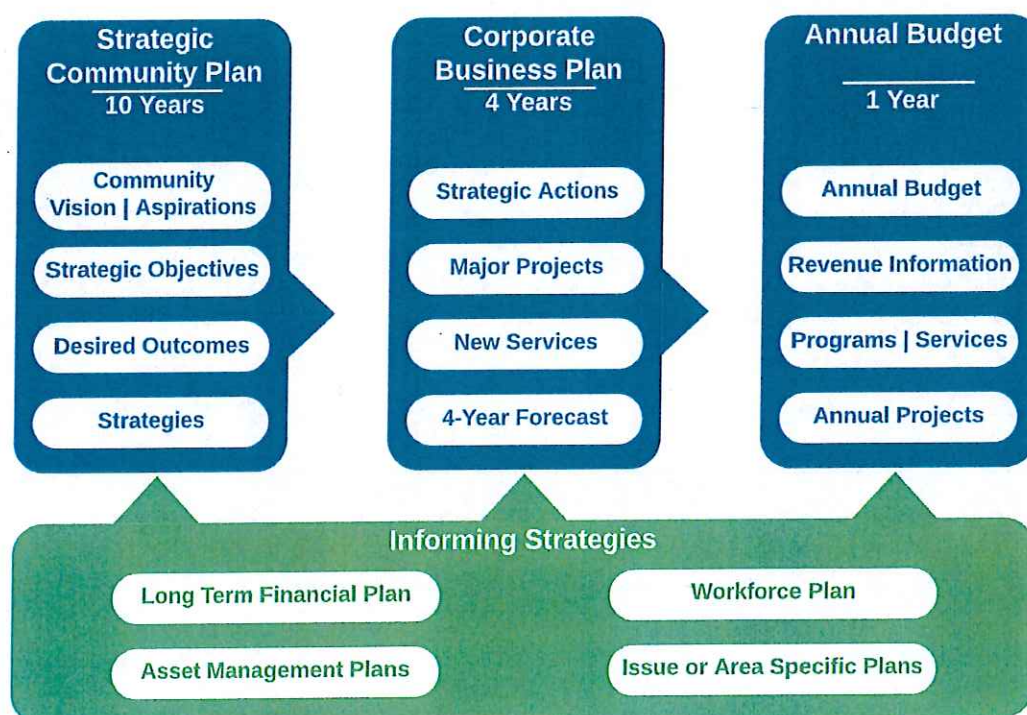 Strategic
Community Plan
10 Years
Community
Vision | Aspirations
Strategic Objectives
Desired Outcomes
Strategies
Corporate
Business Plan
4 Years
Strategic Actions
Major Projects
New Services
4-Year Forecast
Annual Budget
1 Year
Annual Budget
Revenue Information
Programs | Services
Annual Projects
Informing Strategies
Long Term Financial Plan
Workforce Plan
Asset Management Plans
Issue or Area Specific Plans